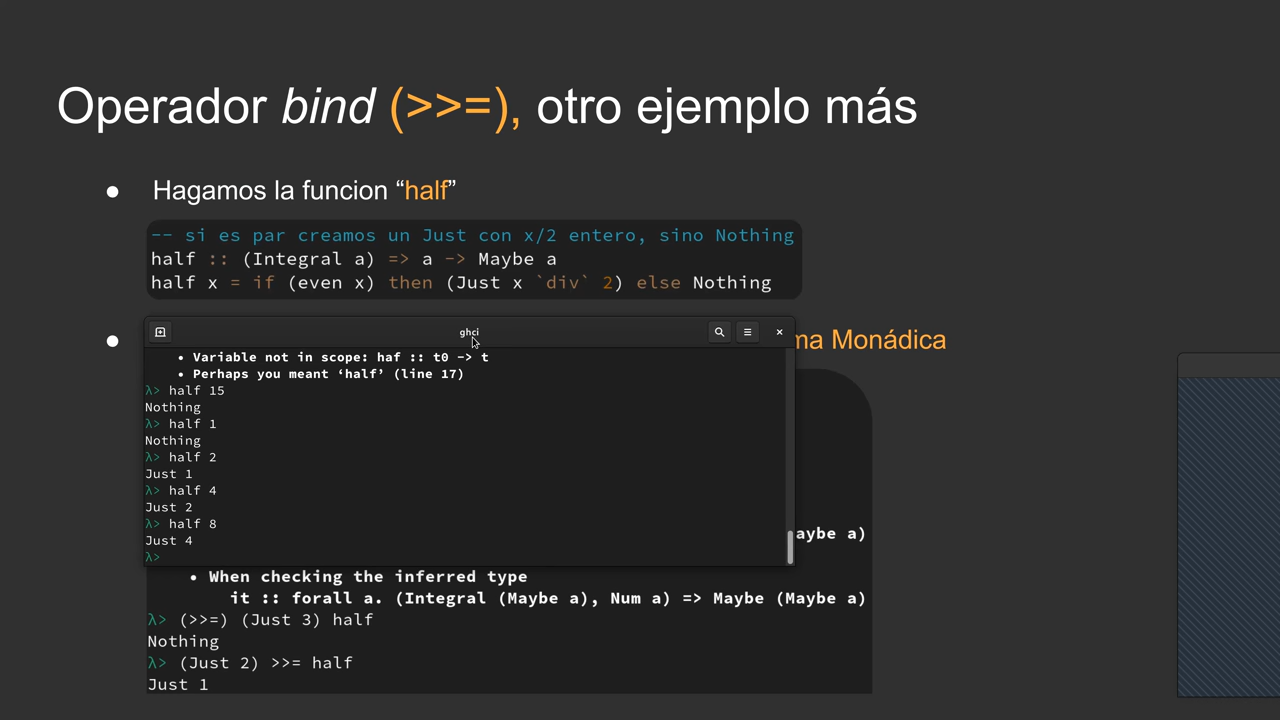 Operador bind (>>=), otro ejemplo más
● Hagamos la funcion “half”
-- si es par creamos un Just con x/2 entero, sino Nothing
half :: (Integral a) => a -> Maybe a
half x = if (even x) then (Just x `div` 2) else Nothing
ma Monádica
ghci
• Variable not in scope: haf :: t0 -> t
• Perhaps you meant ‘half’ (line 17)
λ> half 15
Nothing
λ> half 1
Nothing
λ> half 2
Just 1
λ> half 4
Just 2
λ> half 8
Just 4
λ>
aybe a)
• When checking the inferred type
it :: forall a. (Integral (Maybe a), Num a) => Maybe (Maybe a)
λ> (>>=) (Just 3) half
Nothing
λ> (Just 2) >>= half
Just 1